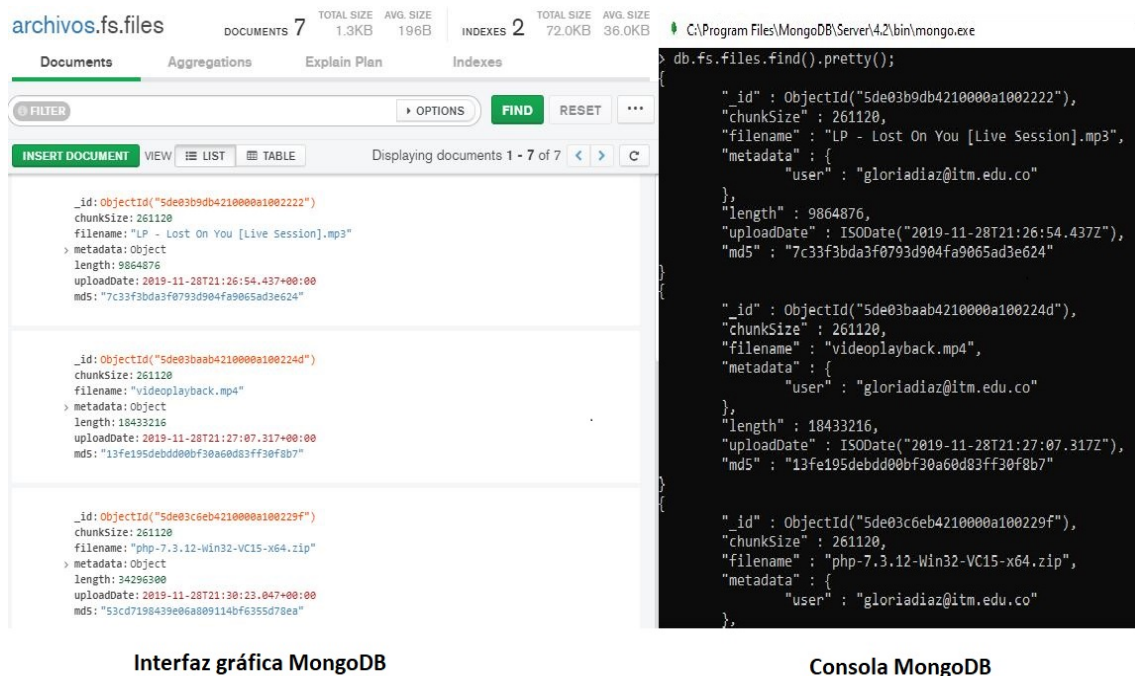 archivos.fs.files
DOCUMENTS 7 TOTAL SIZE 1.3KB AVG. SIZE 196B INDEXES 2 TOTAL SIZE 72.0KB AVG. SIZE 36.0KB
Documents Aggregations Explain Plan Indexes
FILTER OPTIONS FIND RESET ...
INSERT DOCUMENT VIEW LIST TABLE Displaying documents 1 - 7 of 7 < > C
_id: ObjectId("5de03b9db4210000a1002222")
chunkSize: 261120
filename: "LP - Lost On You [Live Session].mp3"
> metadata: Object
length: 9864876
uploadDate: 2019-11-28T21:26:54.437+00:00
md5: "7c33f3bda3f0793d904fa9065ad3e624"
_id: ObjectId("5de03baab4210000a100224d")
chunkSize: 261120
filename: "videoplayback.mp4"
> metadata: Object
length: 18433216
uploadDate: 2019-11-28T21:27:07.317+00:00
md5: "13fe195debdd00bf30a60d83ff30f8b7"
_id: ObjectId("5de03c6eb4210000a100229f")
chunkSize: 261120
filename: "php-7.3.12-Win32-VC15-x64.zip"
> metadata: Object
length: 34296300
uploadDate: 2019-11-28T21:30:23.047+00:00
md5: "53cd7198439e06a809114bf6355d78ea"
Interfaz gráfica MongoDB
C:\Program Files\MongoDB\Server\4.2\bin\mongo.exe
> db.fs.files.find().pretty();
{
"_id" : ObjectId("5de03b9db4210000a1002222"),
"chunkSize" : 261120,
"filename" : "LP - Lost On You [Live Session].mp3",
"metadata" : {
"user" : "gloriadiaz@itm.edu.co"
},
"length" : 9864876,
"uploadDate" : ISODate("2019-11-28T21:26:54.437Z"),
"md5" : "7c33f3bda3f0793d904fa9065ad3e624"
}
{
"_id" : ObjectId("5de03baab4210000a100224d"),
"chunkSize" : 261120,
"filename" : "videoplayback.mp4",
"metadata" : {
"user" : "gloriadiaz@itm.edu.co"
},
"length" : 18433216,
"uploadDate" : ISODate("2019-11-28T21:27:07.317Z"),
"md5" : "13fe195debdd00bf30a60d83ff30f8b7"
}
{
"_id" : ObjectId("5de03c6eb4210000a100229f"),
"chunkSize" : 261120,
"filename" : "php-7.3.12-Win32-VC15-x64.zip",
"metadata" : {
"user" : "gloriadiaz@itm.edu.co"
},
Consola MongoDB